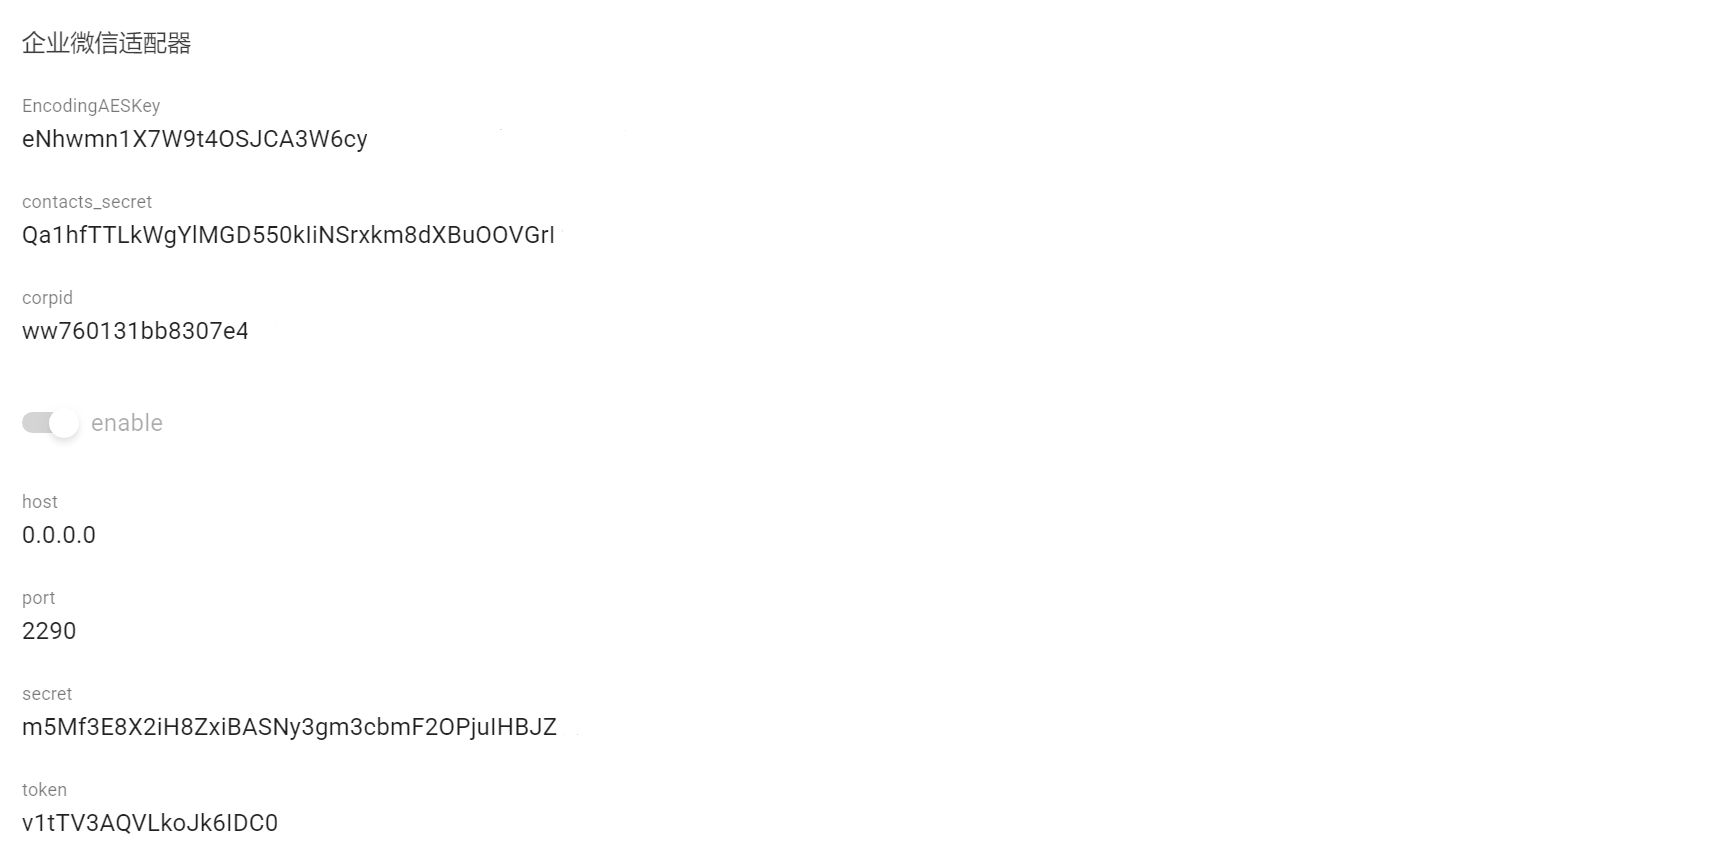 企业微信适配器
EncodingAESKey
eNhwmn1X7W9t4OSJCA3W6cy
contacts_secret
Qa1hfTTLkWgYlMGD550kIiNSrxkm8dXBuOOVGrI
corpid
ww760131bb8307e4
enable
host
0.0.0.0
port
2290
secret
m5Mf3E8X2iH8ZxiBASNy3gm3cbmF2OPjuIHBJZ
token
v1tTV3AQVLkoJk6IDC0